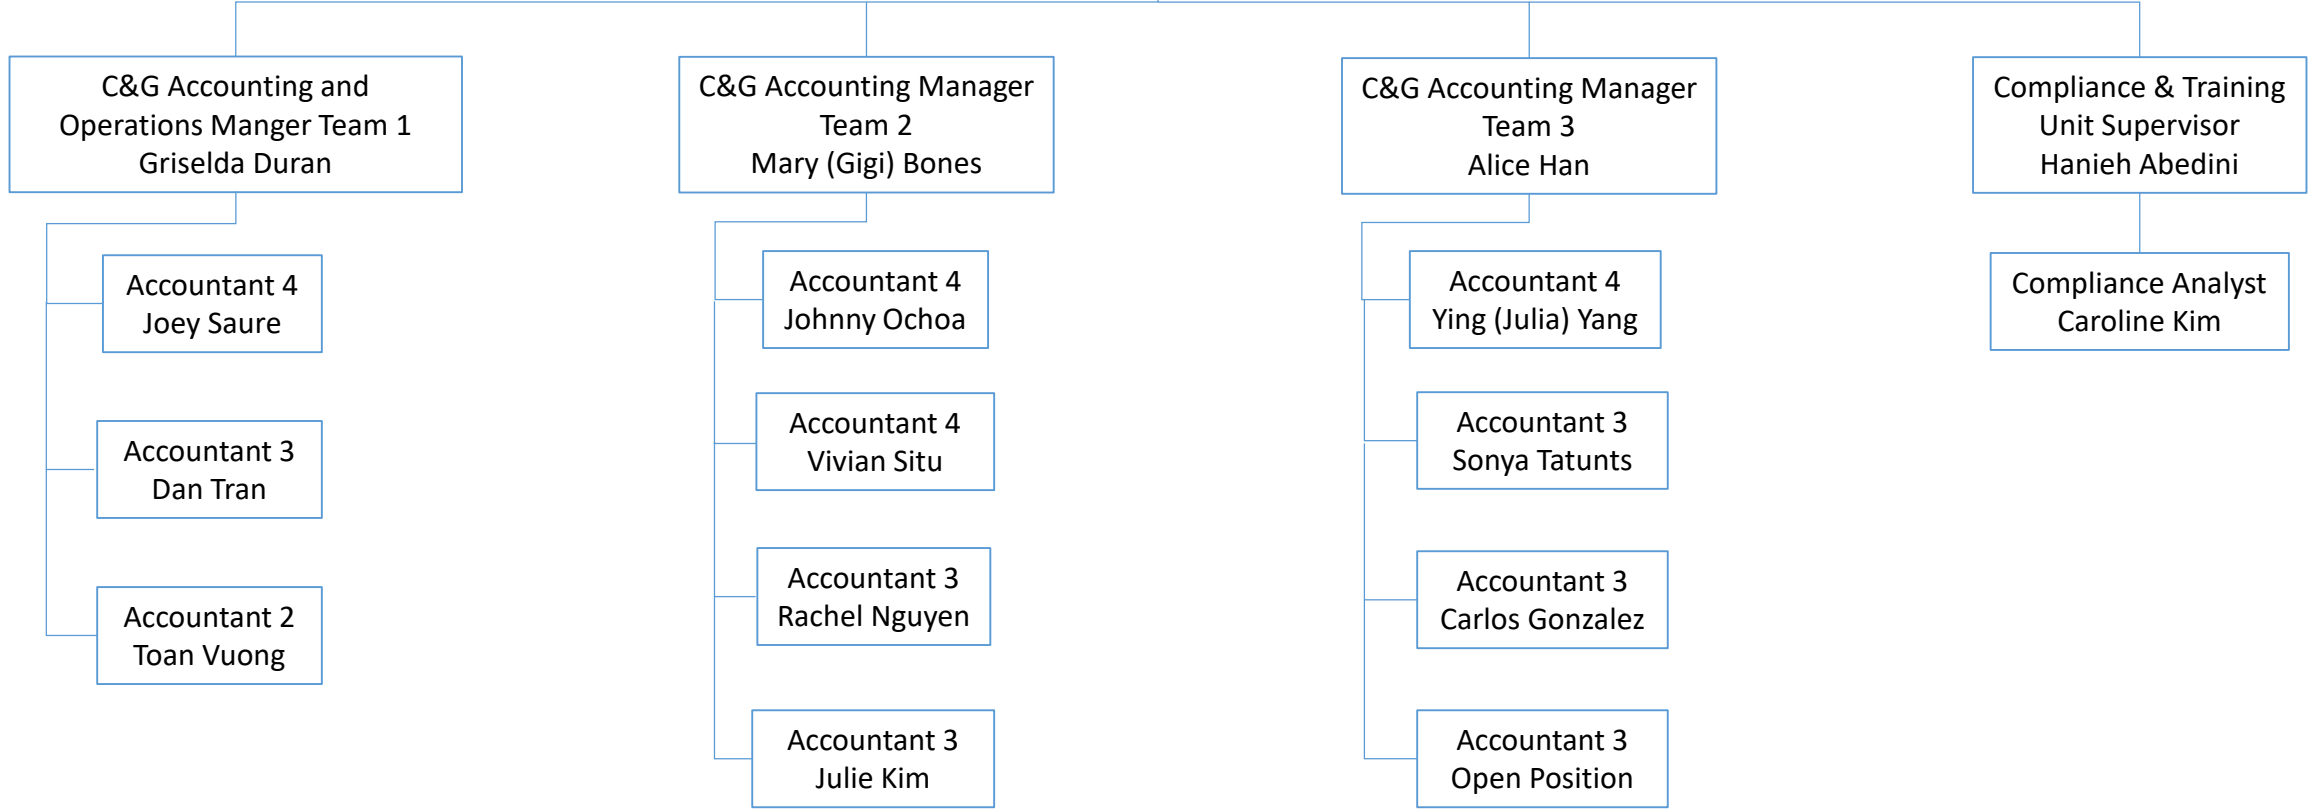 C&G Accounting and
Operations Manger Team 1
Griselda Duran
C&G Accounting Manager
Team 2
Mary (Gigi) Bones
C&G Accounting Manager
Team 3
Alice Han
Compliance & Training
Unit Supervisor
Hanieh Abedini
Accountant 4
Joey Saure
Accountant 3
Dan Tran
Accountant 2
Toan Vuong
Accountant 4
Johnny Ochoa
Accountant 4
Vivian Situ
Accountant 3
Rachel Nguyen
Accountant 3
Julie Kim
Accountant 4
Ying (Julia) Yang
Accountant 3
Sonya Tatunts
Accountant 3
Carlos Gonzalez
Accountant 3
Open Position
Compliance Analyst
Caroline Kim